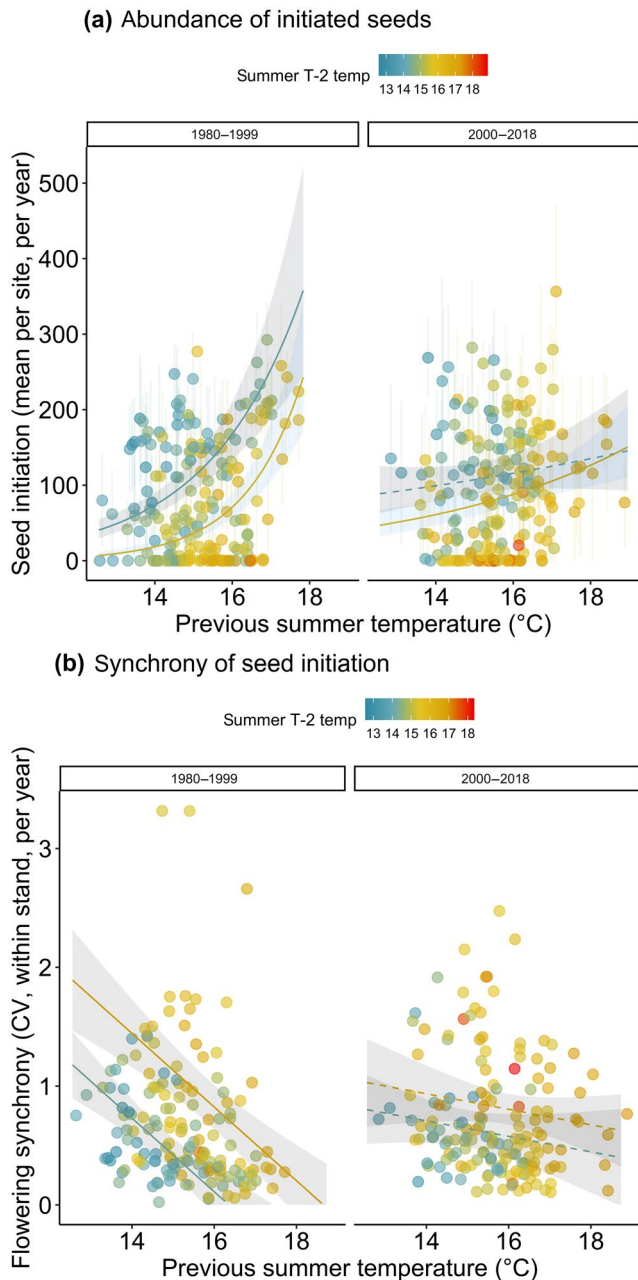 (a) Abundance of initiated seeds
Summer T-2 temp
13 14 15 16 17 18
1980–1999
2000–2018
Seed initiation (mean per site, per year)
500
400
300
200
100
0
14 16 18
14 16 18
Previous summer temperature (°C)
(b) Synchrony of seed initiation
Summer T-2 temp
13 14 15 16 17 18
1980–1999
2000–2018
Flowering synchrony (CV, within stand, per year)
3
2
1
0
14 16 18
14 16 18
Previous summer temperature (°C)